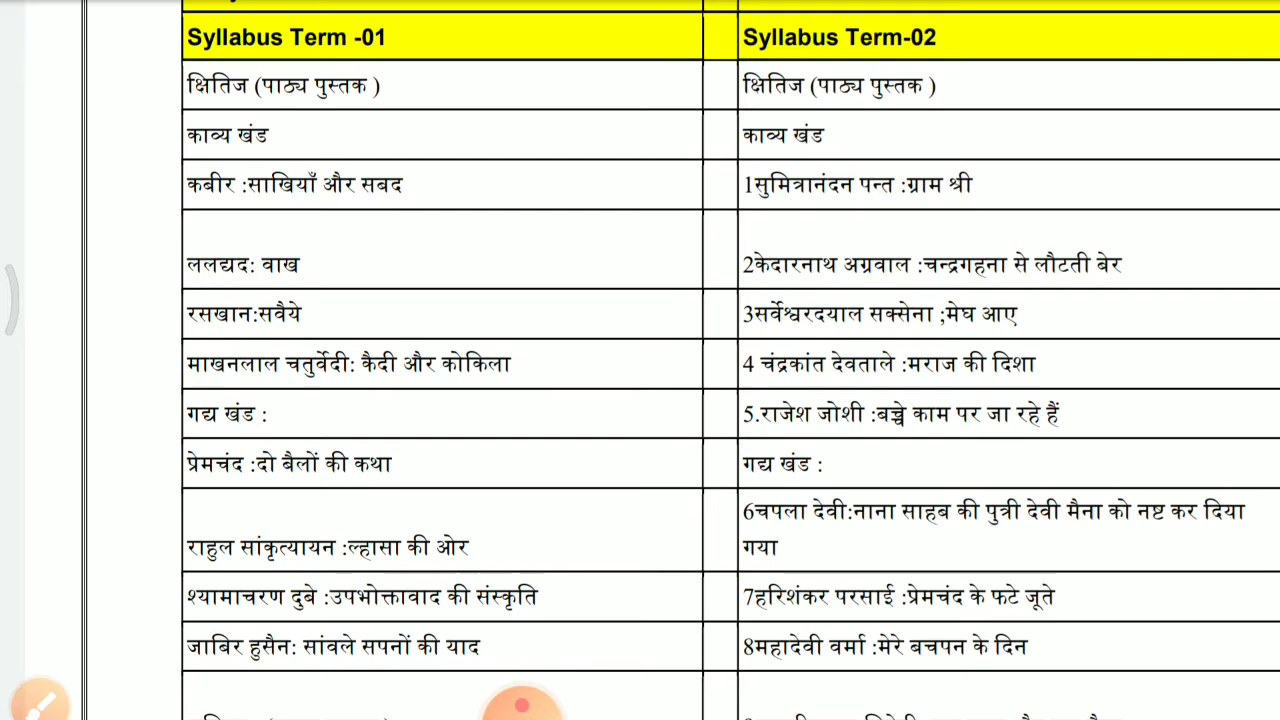 Syllabus Term -01
Syllabus Term-02
क्षितिज (पाठ्य पुस्तक )
क्षितिज (पाठ्य पुस्तक )
काव्य खंड
काव्य खंड
कबीर :साखियाँ और सबद
1सुमित्रानंदन पन्त :ग्राम श्री
ललद्यद: वाख
2केदारनाथ अग्रवाल :चन्द्रगहना से लौटती बेर
रसखान:सवैये
3सर्वेश्वरदयाल सक्सेना ;मेघ आए
माखनलाल चतुर्वेदी: कैदी और कोकिला
4 चंद्रकांत देवताले :मराज की दिशा
गद्य खंड :
5.राजेश जोशी :बच्चे काम पर जा रहे हैं
प्रेमचंद :दो बैलों की कथा
गद्य खंड :
6चपला देवी:नाना साहब की पुत्री देवी मैना को नष्ट कर दिया
गया
राहुल सांकृत्यायन :ल्हासा की ओर
श्यामाचरण दुबे :उपभोक्तावाद की संस्कृति
7हरिशंकर परसाई :प्रेमचंद के फटे जूते
जाबिर हुसैन: सांवले सपनों की याद
8महादेवी वर्मा :मेरे बचपन के दिन